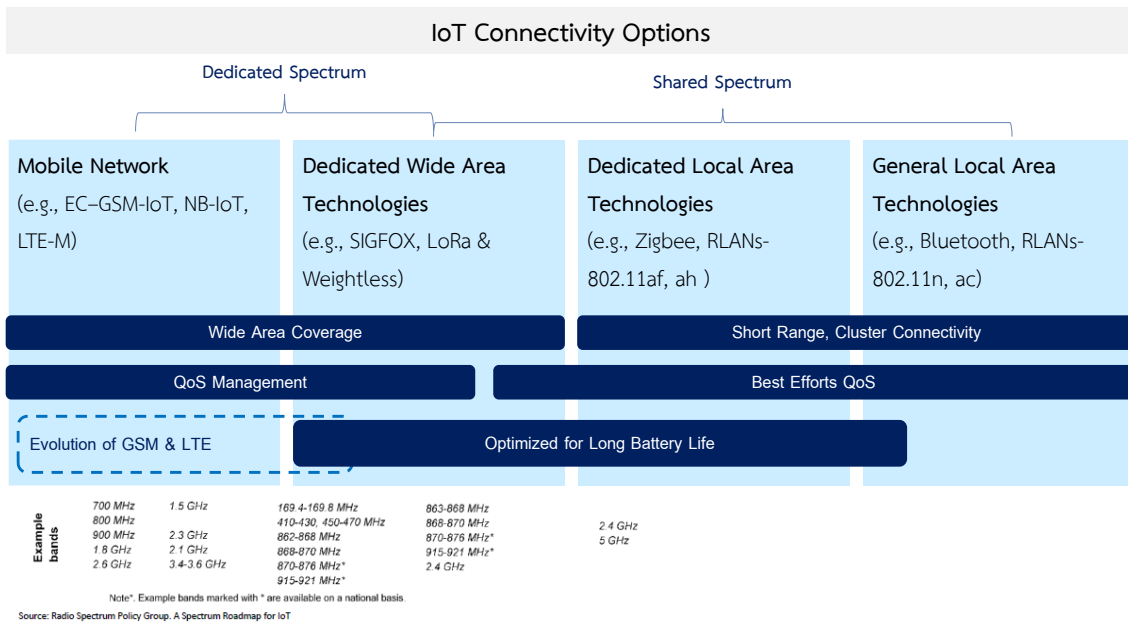 IoT Connectivity Options
Dedicated Spectrum
Shared Spectrum
Mobile Network
(e.g., EC–GSM-IoT, NB-IoT,
LTE-M)
Dedicated Wide Area
Technologies
(e.g., SIGFOX, LoRa &
Weightless)
Dedicated Local Area
Technologies
(e.g., Zigbee, RLANs-
802.11af, ah )
General Local Area
Technologies
(e.g., Bluetooth, RLANs-
802.11n, ac)
Wide Area Coverage
Short Range, Cluster Connectivity
QoS Management
Best Efforts QoS
Evolution of GSM & LTE
Optimized for Long Battery Life
Example
bands
700 MHz
800 MHz
900 MHz
1.8 GHz
2.6 GHz
1.5 GHz
2.3 GHz
2.1 GHz
3.4-3.6 GHz
169.4-169.8 MHz
410-430, 450-470 MHz
862-868 MHz
868-870 MHz
870-876 MHz*
915-921 MHz*
863-868 MHz
868-870 MHz
870-876 MHz*
915-921 MHz*
2.4 GHz
2.4 GHz
5 GHz
Note*. Example bands marked with * are available on a national basis
Source: Radio Spectrum Policy Group. A Spectrum Roadmap for IoT